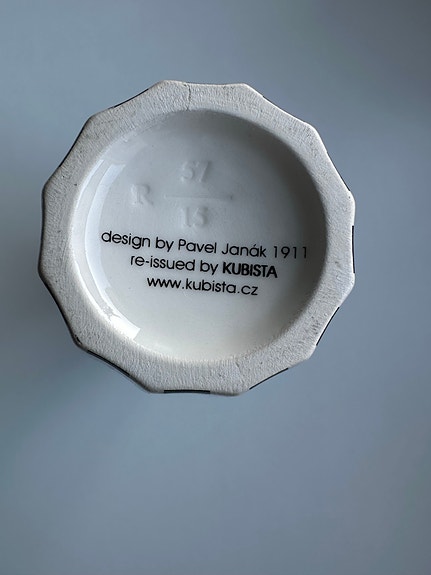 57
R
15
design by Pavel Janák 1911
re-issued by KUBISTA
www.kubista.cz